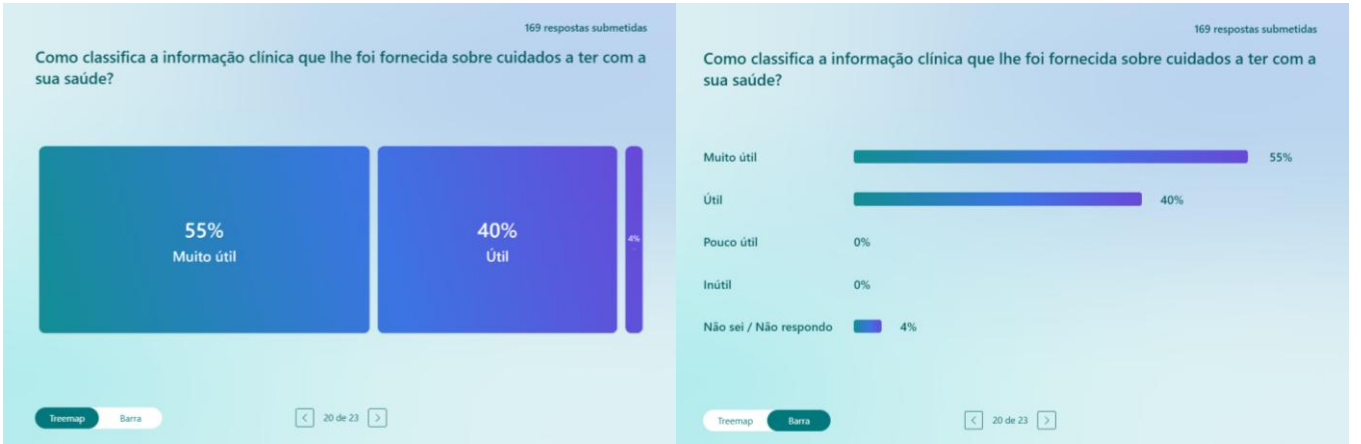 169 respostas submetidas
Como classifica a informação clínica que lhe foi fornecida sobre cuidados a ter com a
sua saúde?
55%
Muito útil
40%
Útil
4%
Treemap
Barra
20 de 23
169 respostas submetidas
Como classifica a informação clínica que lhe foi fornecida sobre cuidados a ter com a
sua saúde?
Muito útil 55%
Útil 40%
Pouco útil 0%
Inútil 0%
Não sei / Não respondo 4%
Treemap
Barra
20 de 23